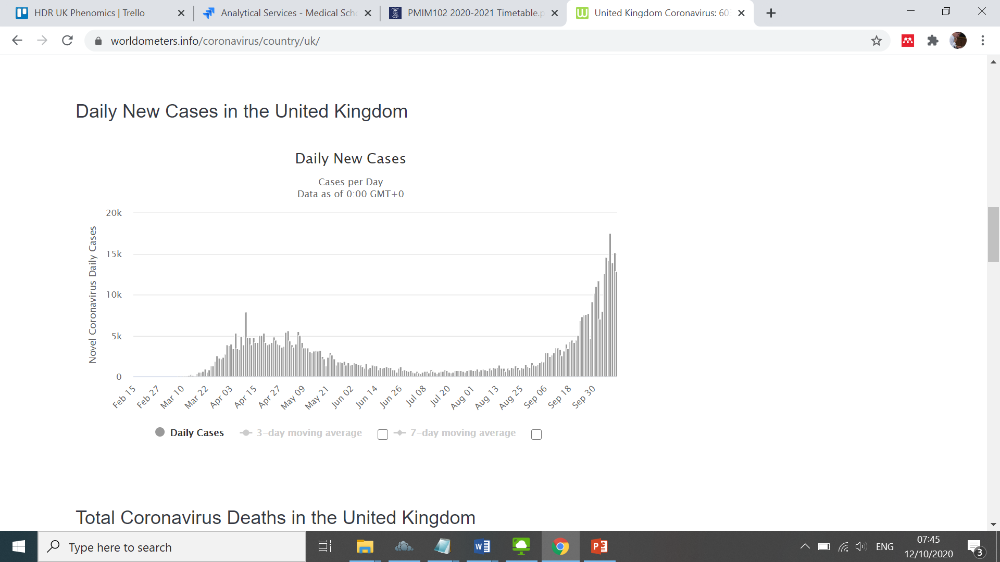 HDR UK Phenomics | Trello
Analytical Services - Medical Sch
PMIM102 2020-2021 Timetable.p
United Kingdom Coronavirus: 60
worldometers.info/coronavirus/country/uk/
Daily New Cases in the United Kingdom
Daily New Cases
Cases per Day
Data as of 0:00 GMT+0
Novel Coronavirus Daily Cases
20k
15k
10k
5k
0
Feb 15
Feb 27
Mar 10
Mar 22
Apr 03
Apr 15
Apr 27
May 09
May 21
Jun 02
Jun 14
Jun 26
Jul 08
Jul 20
Aug 01
Aug 13
Aug 25
Sep 06
Sep 18
Sep 30
Daily Cases
3-day moving average
7-day moving average
Total Coronavirus Deaths in the United Kingdom
Type here to search
ENG
07:45
12/10/2020
3